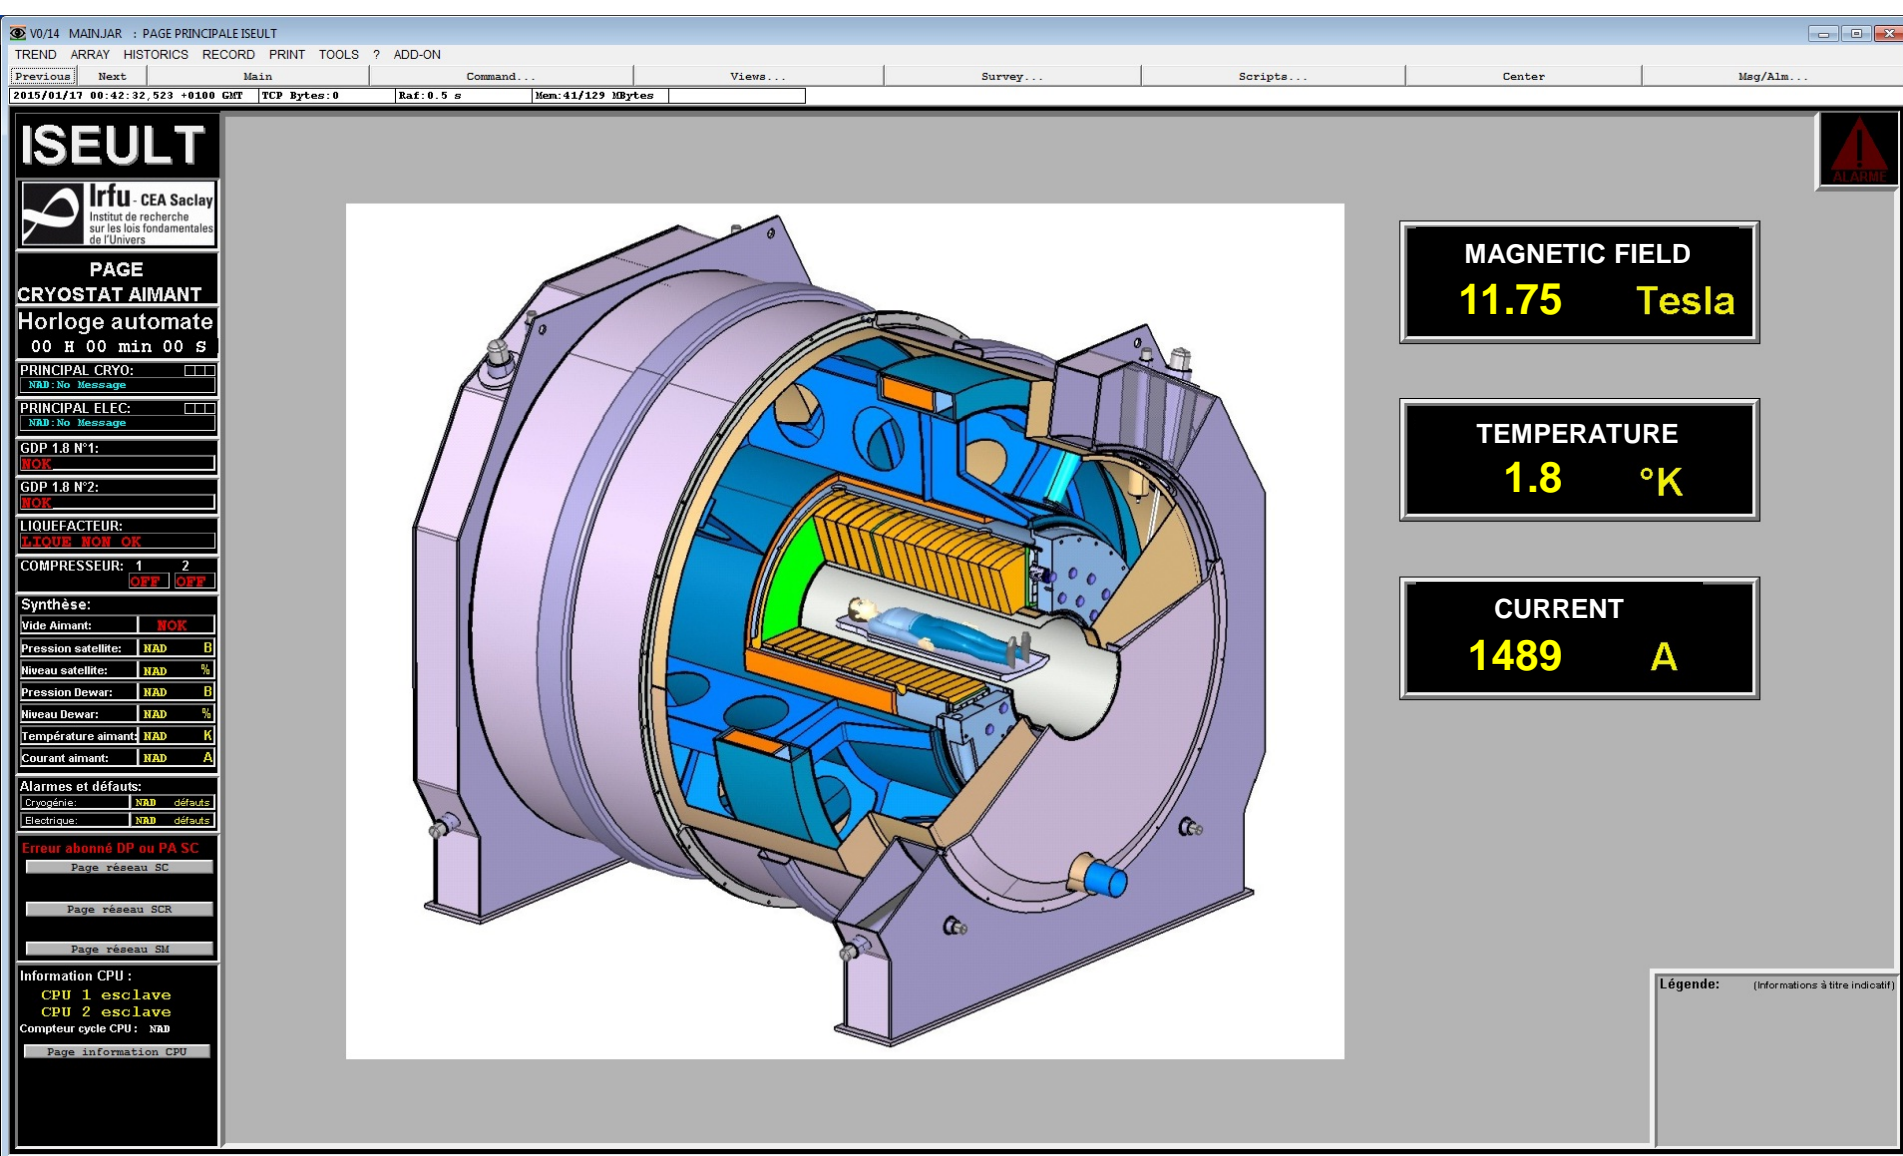 V0/14 MAINJAR : PAGE PRINCIPALE ISEULT
TREND ARRAY HISTORICS RECORD PRINT TOOLS ? ADD-ON
Previous Next Main Command... Views... Survey... Scripts... Center Msg/Alm...
2015/01/17 00:42:32,523 +0100 GMT TCP Bytes:0 Raf:0.5 s Mem:41/129 MBytes
ISEULT
Irfu - CEA Saclay
Institut de recherche
sur les lois fondamentales
de l'Univers
PAGE
CRYOSTAT AIMANT
Horloge automate
00 H 00 min 00 S
PRINCIPAL CRYO:
NAD:No Message
PRINCIPAL ELEC:
NAD:No Message
GDP 1.8 N°1:
NOK
GDP 1.8 N°2:
NOK
LIQUEFACTEUR:
LIQUE NON OK
COMPRESSEUR: 1 2
OFF OFF
Synthèse:
Vide Aimant: NOK
Pression satellite: NAD B
Niveau satellite: NAD %
Pression Dewar: NAD B
Niveau Dewar: NAD %
Température aimant: NAD K
Courant aimant: NAD A
Alarmes et défauts:
Cryogénie: NAD défauts
Electrique: NAD défauts
Erreur abonné DP ou PA SC
Page réseau SC
Page réseau SCR
Page réseau SM
Information CPU :
CPU 1 esclave
CPU 2 esclave
Compteur cycle CPU : NAD
Page information CPU
ALARME
MAGNETIC FIELD
11.75 Tesla
TEMPERATURE
1.8 °K
CURRENT
1489 A
Légende: (Informations à titre indicatif)